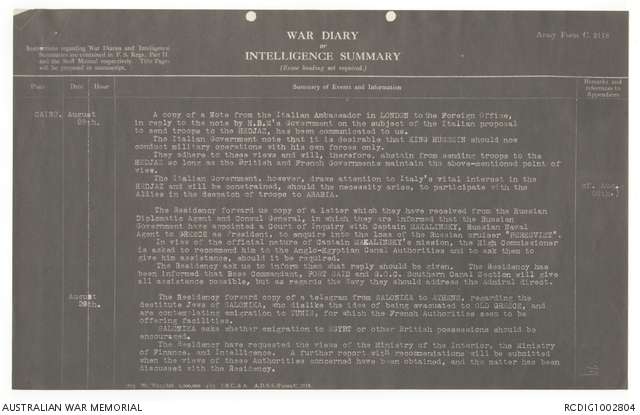 WAR DIARY
or
INTELLIGENCE SUMMARY
(Erase heading not required.)
Army Form C. 2118
Instructions regarding War Diaries and Intelligence
Summaries are contained in F. S. Regs., Part II.
and the Staff Manual respectively. Title Pages
will be prepared in manuscript.
Place Date Hour
Summary of Events and Information
Remarks and
references to
Appendices
CAIRO. August
28th.
A copy of a Note from the Italian Ambassador in LONDON to the Foreign Office,
in reply to the note by H.B.M's Government on the subject of the Italian proposal
to send troops to the HEDJAZ, has been communicated to us.
The Italian Government note that it is desirable that KING HUSSEIN should now
conduct military operations with his own forces only.
They adhere to these views and will, therefore, abstain from sending troops to the
HEDJAZ so long as the British and French Governments maintain the above-mentioned point of
view.
The Italian Government, however, draws attention to Italy's vital interest in the
HEDJAZ and will be constrained, should the necessity arise, to participate with the
Allies in the despatch of troops to ARABIA.
The Residency forward us copy of a letter which they have received from the Russian
Diplomatic Agent and Consul General, in which they are informed that the Russian
Government have appointed a Court of Inquiry with Captain MAKALINSKY, Russian Naval
Agent to GREECE as President, to enquire into the loss of the Russian cruiser "PERESVIET".
In view of the official nature of Captain MAKALINSKY's mission, the High Commissioner
is asked to recommend him to the Anglo-Egyptian Canal Authorities and to ask them to
give him assistance, should it be required.
The Residency ask us to inform them what reply should be given. The Residency has
been informed that Base Commandant, PORT SAID and G.O.C. Southern Canal Section will give
all assistance possible, but as regards the Navy they should address the Admiral direct.
August
29th.
The Residency forward copy of a telegram from SALONIKA to ATHENS, regarding the
destitute Jews of SALONIKA, who dislike the idea of being evacuated to OLD GREECE, and
are contemplating emigration to TUNIS, for which the French Authorities seem to be
offering facilities.
SALONIKA asks whether emigration to EGYPT or other British possessions should be
encouraged.
The Residency have requested the views of the Ministry of the Interior, the Ministry
of Finance, and Intelligence. A further report with recommendations will be submitted
when the views of these Authorities concerned have been obtained, and the matter has been
discussed with the Residency.
AUSTRALIAN WAR MEMORIAL
RCDIG1002804